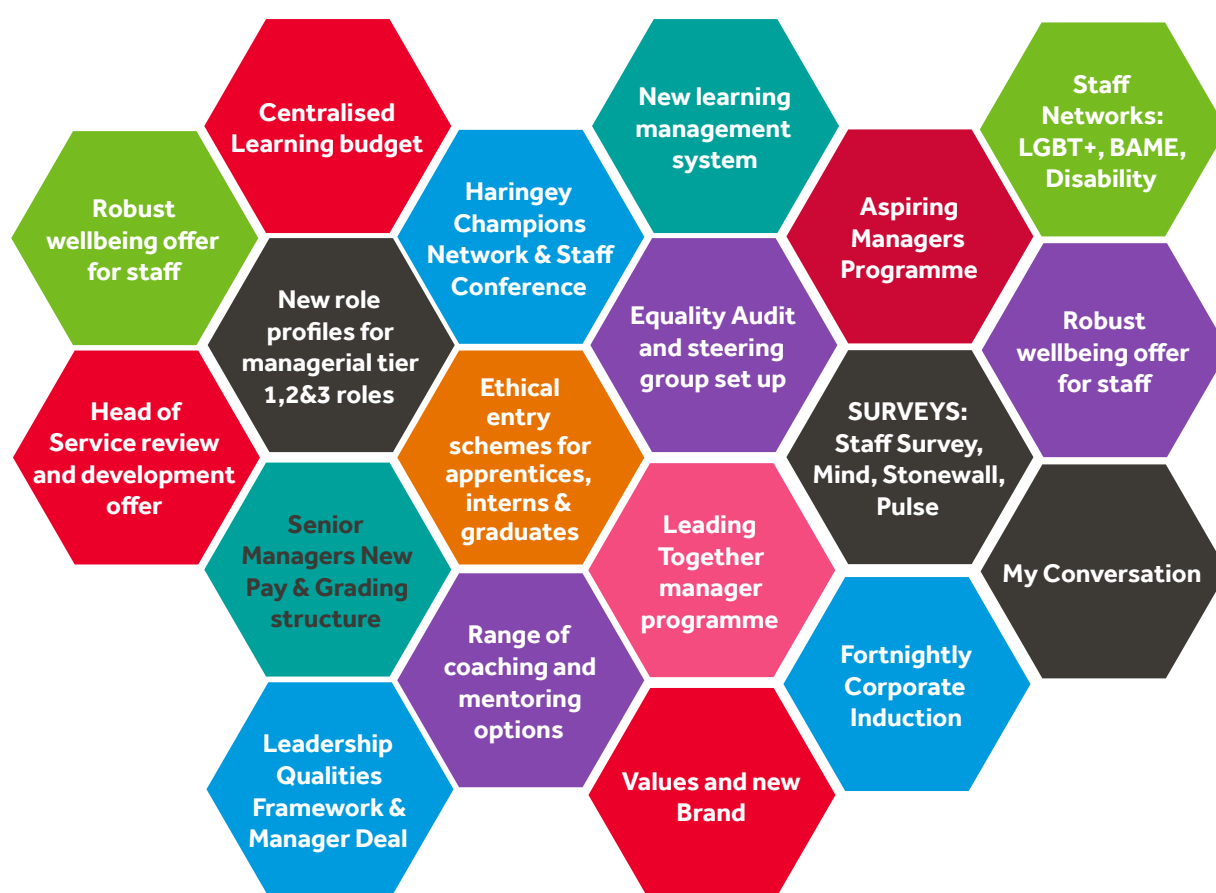 Centralised
Learning budget
New learning
management
system
Staff
Networks:
LGBT+, BAME,
Disability
Robust
wellbeing offer
for staff
Haringey
Champions
Network & Staff
Conference
Aspiring
Managers
Programme
New role
profiles for
managerial tier
1,2&3 roles
Equality Audit
and steering
group set up
Robust
wellbeing offer
for staff
Head of
Service review
and development
offer
Ethical
entry
schemes for
apprentices,
interns &
graduates
SURVEYS:
Staff Survey,
Mind, Stonewall,
Pulse
Senior
Managers New
Pay & Grading
structure
Leading
Together
manager
programme
My Conversation
Range of
coaching and
mentoring
options
Fortnightly
Corporate
Induction
Leadership
Qualities
Framework &
Manager Deal
Values and new
Brand